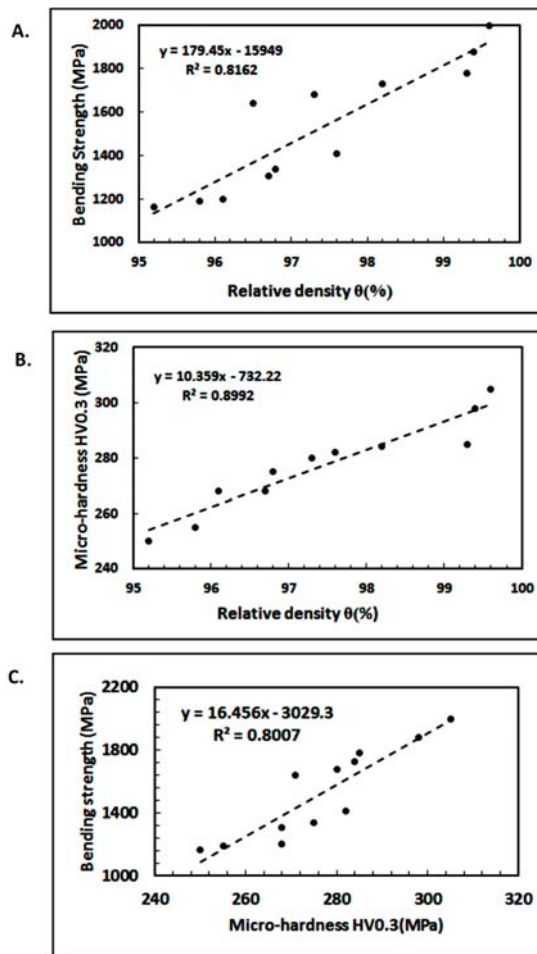 A.
Bending Strength (MPa)
2000
1800
1600
1400
1200
1000
y = 179.45x - 15949
R² = 0.8162
95 96 97 98 99 100
Relative density θ(%)
B.
Micro-hardness HV0.3 (MPa)
320
300
280
260
240
y = 10.359x - 732.22
R² = 0.8992
95 96 97 98 99 100
Relative density θ(%)
C.
Bending strength (MPa)
2200
1800
1400
1000
y = 16.456x - 3029.3
R² = 0.8007
240 260 280 300 320
Micro-hardness HV0.3(MPa)